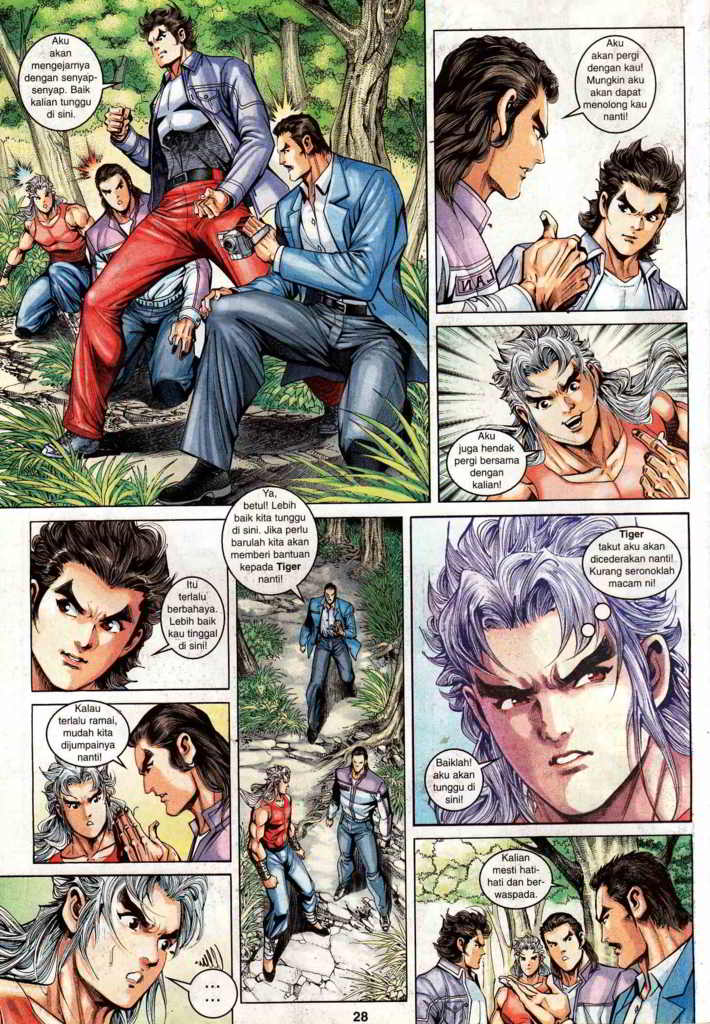 Aku
akan
mengejarnya
dengan senyap-
senyap. Baik
kalian tunggu
di sini.
Aku
akan pergi
dengan kau!
Mungkin aku
akan dapat
menolong kau
nanti!
Aku
juga hendak
pergi bersama
dengan
kalian!
Itu
terlalu
berbahaya.
Lebih baik
kau tinggal
di sini!
Kalau
terlalu ramai,
mudah kita
dijumpainya
nanti!
...
...
Ya,
betul! Lebih
baik kita tunggu
di sini. Jika perlu
barulah kita akan
memberi bantuan
kepada Tiger
nanti!
Tiger
takut aku akan
dicederakan nanti!
Kurang seronoklah
macam ni!
Baiklah!
aku akan
tunggu di
sini!
Kalian
mesti hati-
hati dan ber-
waspada.
28